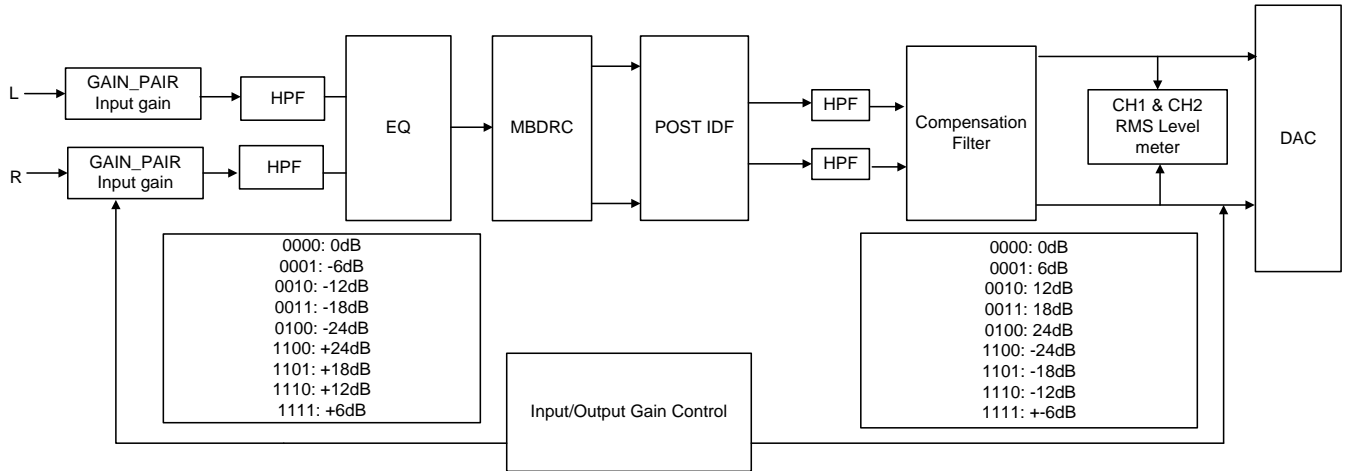 L
GAIN_PAIR
Input gain
HPF
R
GAIN_PAIR
Input gain
HPF
EQ
MBDRC
POST IDF
HPF
HPF
Compensation
Filter
CH1 & CH2
RMS Level
meter
DAC
0000: 0dB
0001: -6dB
0010: -12dB
0011: -18dB
0100: -24dB
1100: +24dB
1101: +18dB
1110: +12dB
1111: +6dB
Input/Output Gain Control
0000: 0dB
0001: 6dB
0010: 12dB
0011: 18dB
0100: 24dB
1100: -24dB
1101: -18dB
1110: -12dB
1111: +-6dB